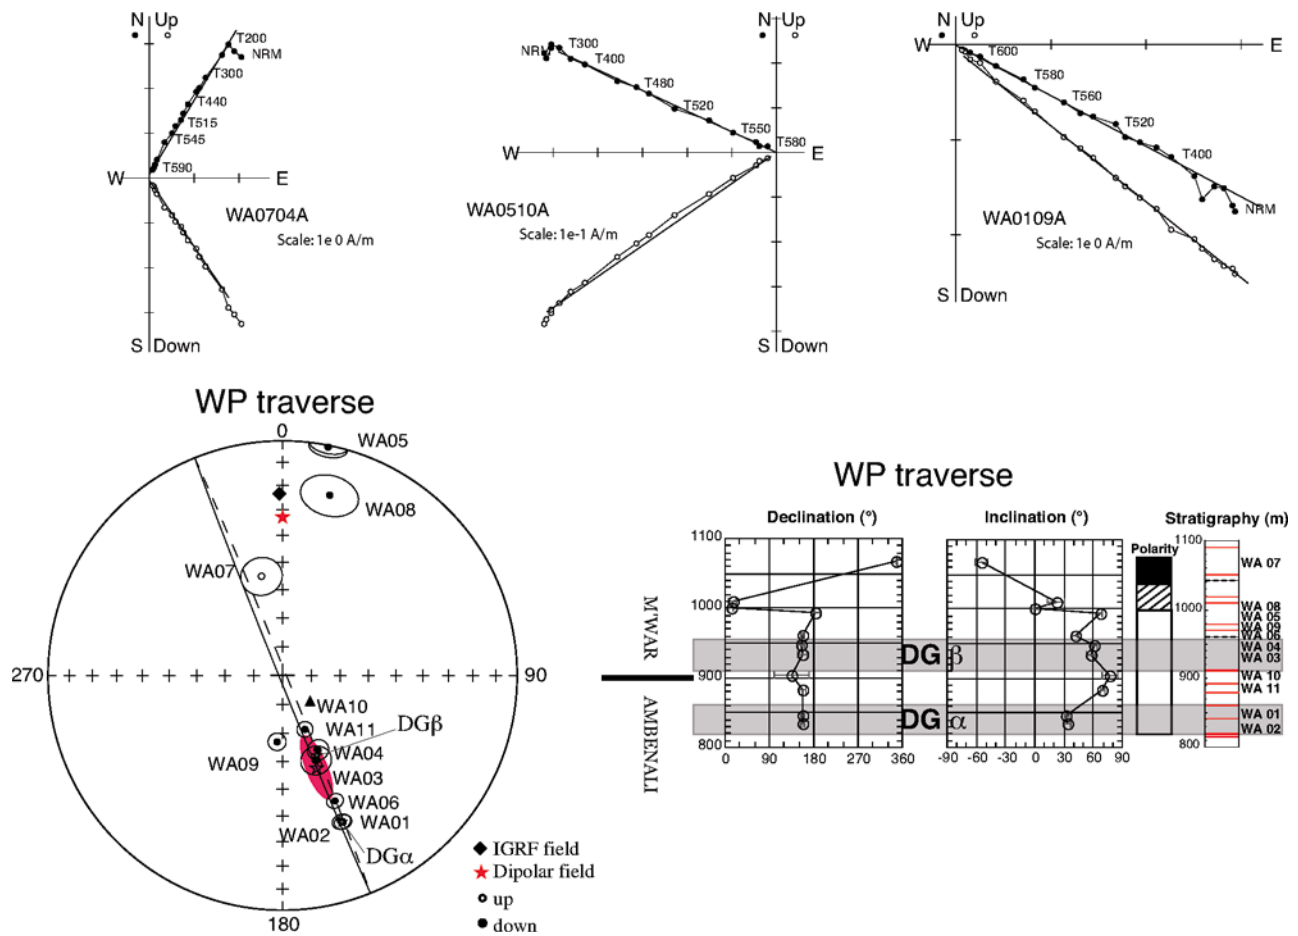 N Up
T200
NRM
T300
T440
T515
T545
T590
W E
WA0704A
Scale: 1e 0 A/m
S Down
N Up
T300
NRM
T400
T480
T520
T550
T580
W E
WA0510A
Scale: 1e-1 A/m
S Down
N Up
W E
T600
T580
T560
T520
T400
NRM
WA0109A
Scale: 1e 0 A/m
S Down
WP traverse
0
WA05
WA08
WA07
270
90
WA10
WA11
DGβ
WA04
WA09
WA03
WA06
WA02
WA01
DGα
180
IGRF field
Dipolar field
up
down
WP traverse
Declination (°) Inclination (°) Stratigraphy (m)
1100 1100
Polarity
WA 07
1000 1000
WA 08
WA 05
WA 09
WA 06
M'WAR
DG β
WA 04
WA 03
900 900
WA 10
WA 11
AMBENALI
DG α
WA 01
WA 02
800 800
0 90 180 270 360
-90 -60 -30 0 30 60 90